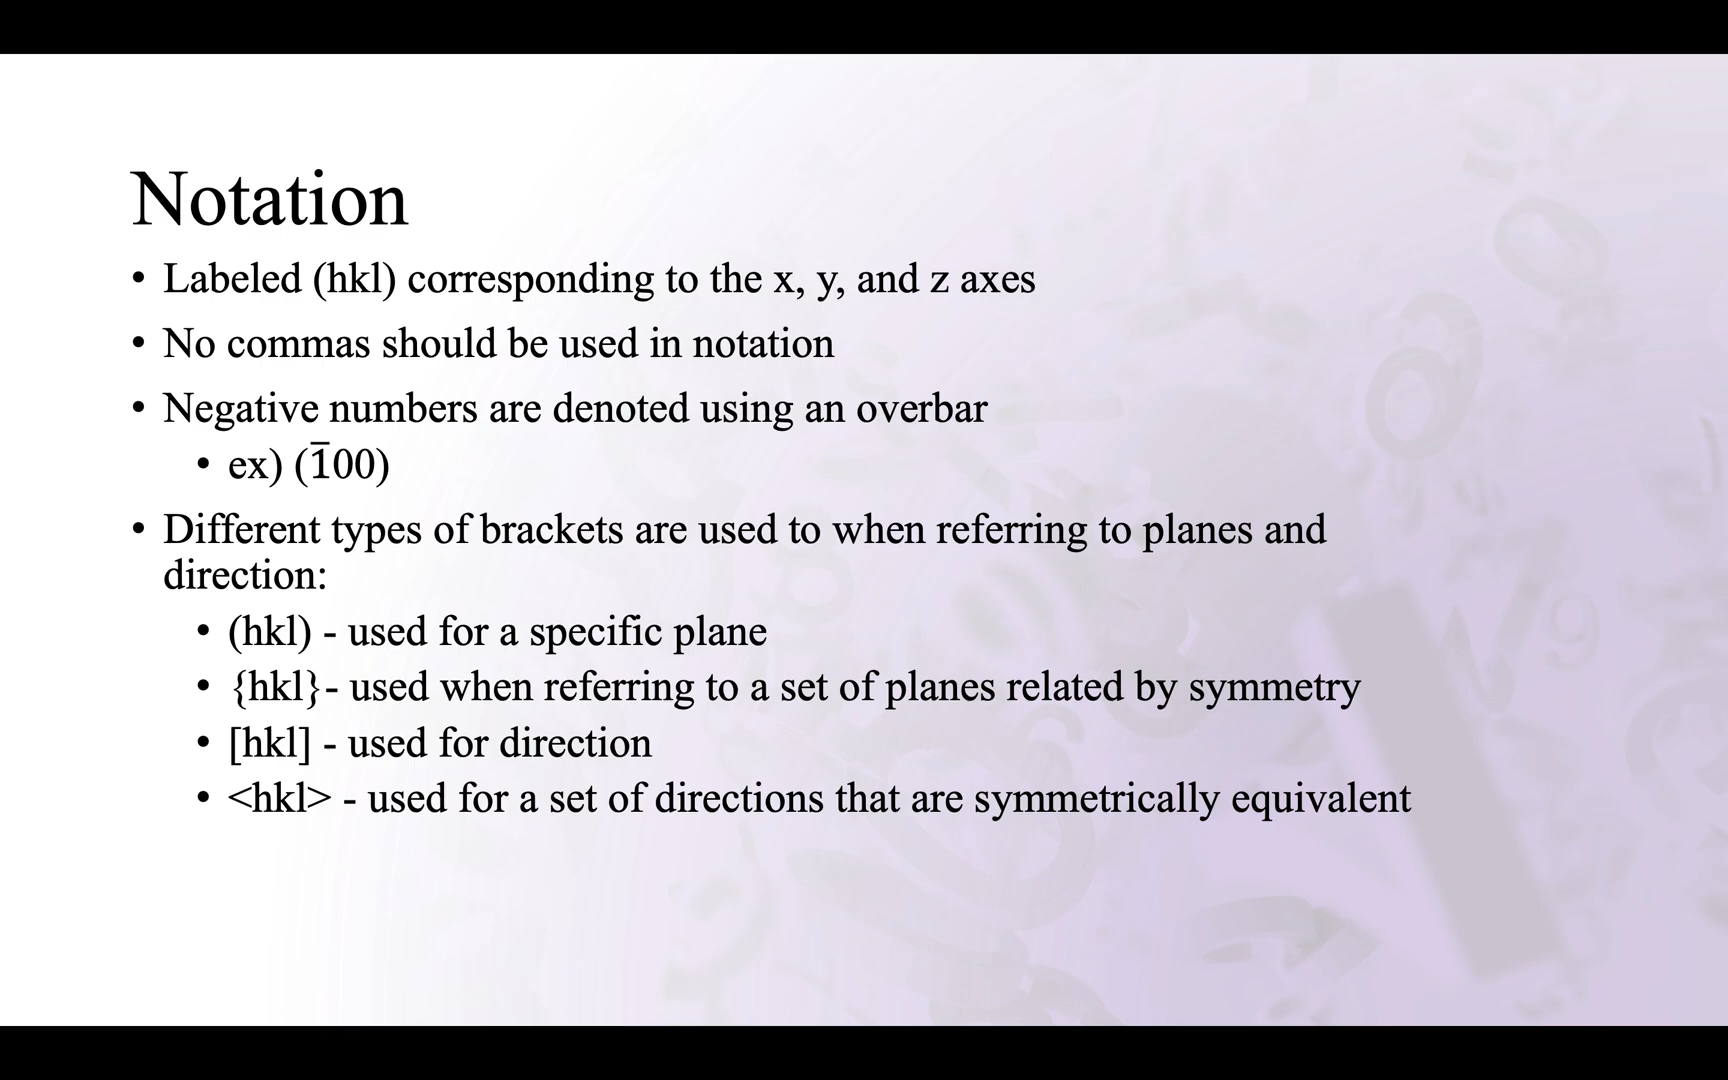 Notation
• Labeled (hkl) corresponding to the x, y, and z axes
• No commas should be used in notation
• Negative numbers are denoted using an overbar
• ex) (1̅00)
• Different types of brackets are used to when referring to planes and
direction:
• (hkl) - used for a specific plane
• {hkl}- used when referring to a set of planes related by symmetry
• [hkl] - used for direction
• <hkl> - used for a set of directions that are symmetrically equivalent